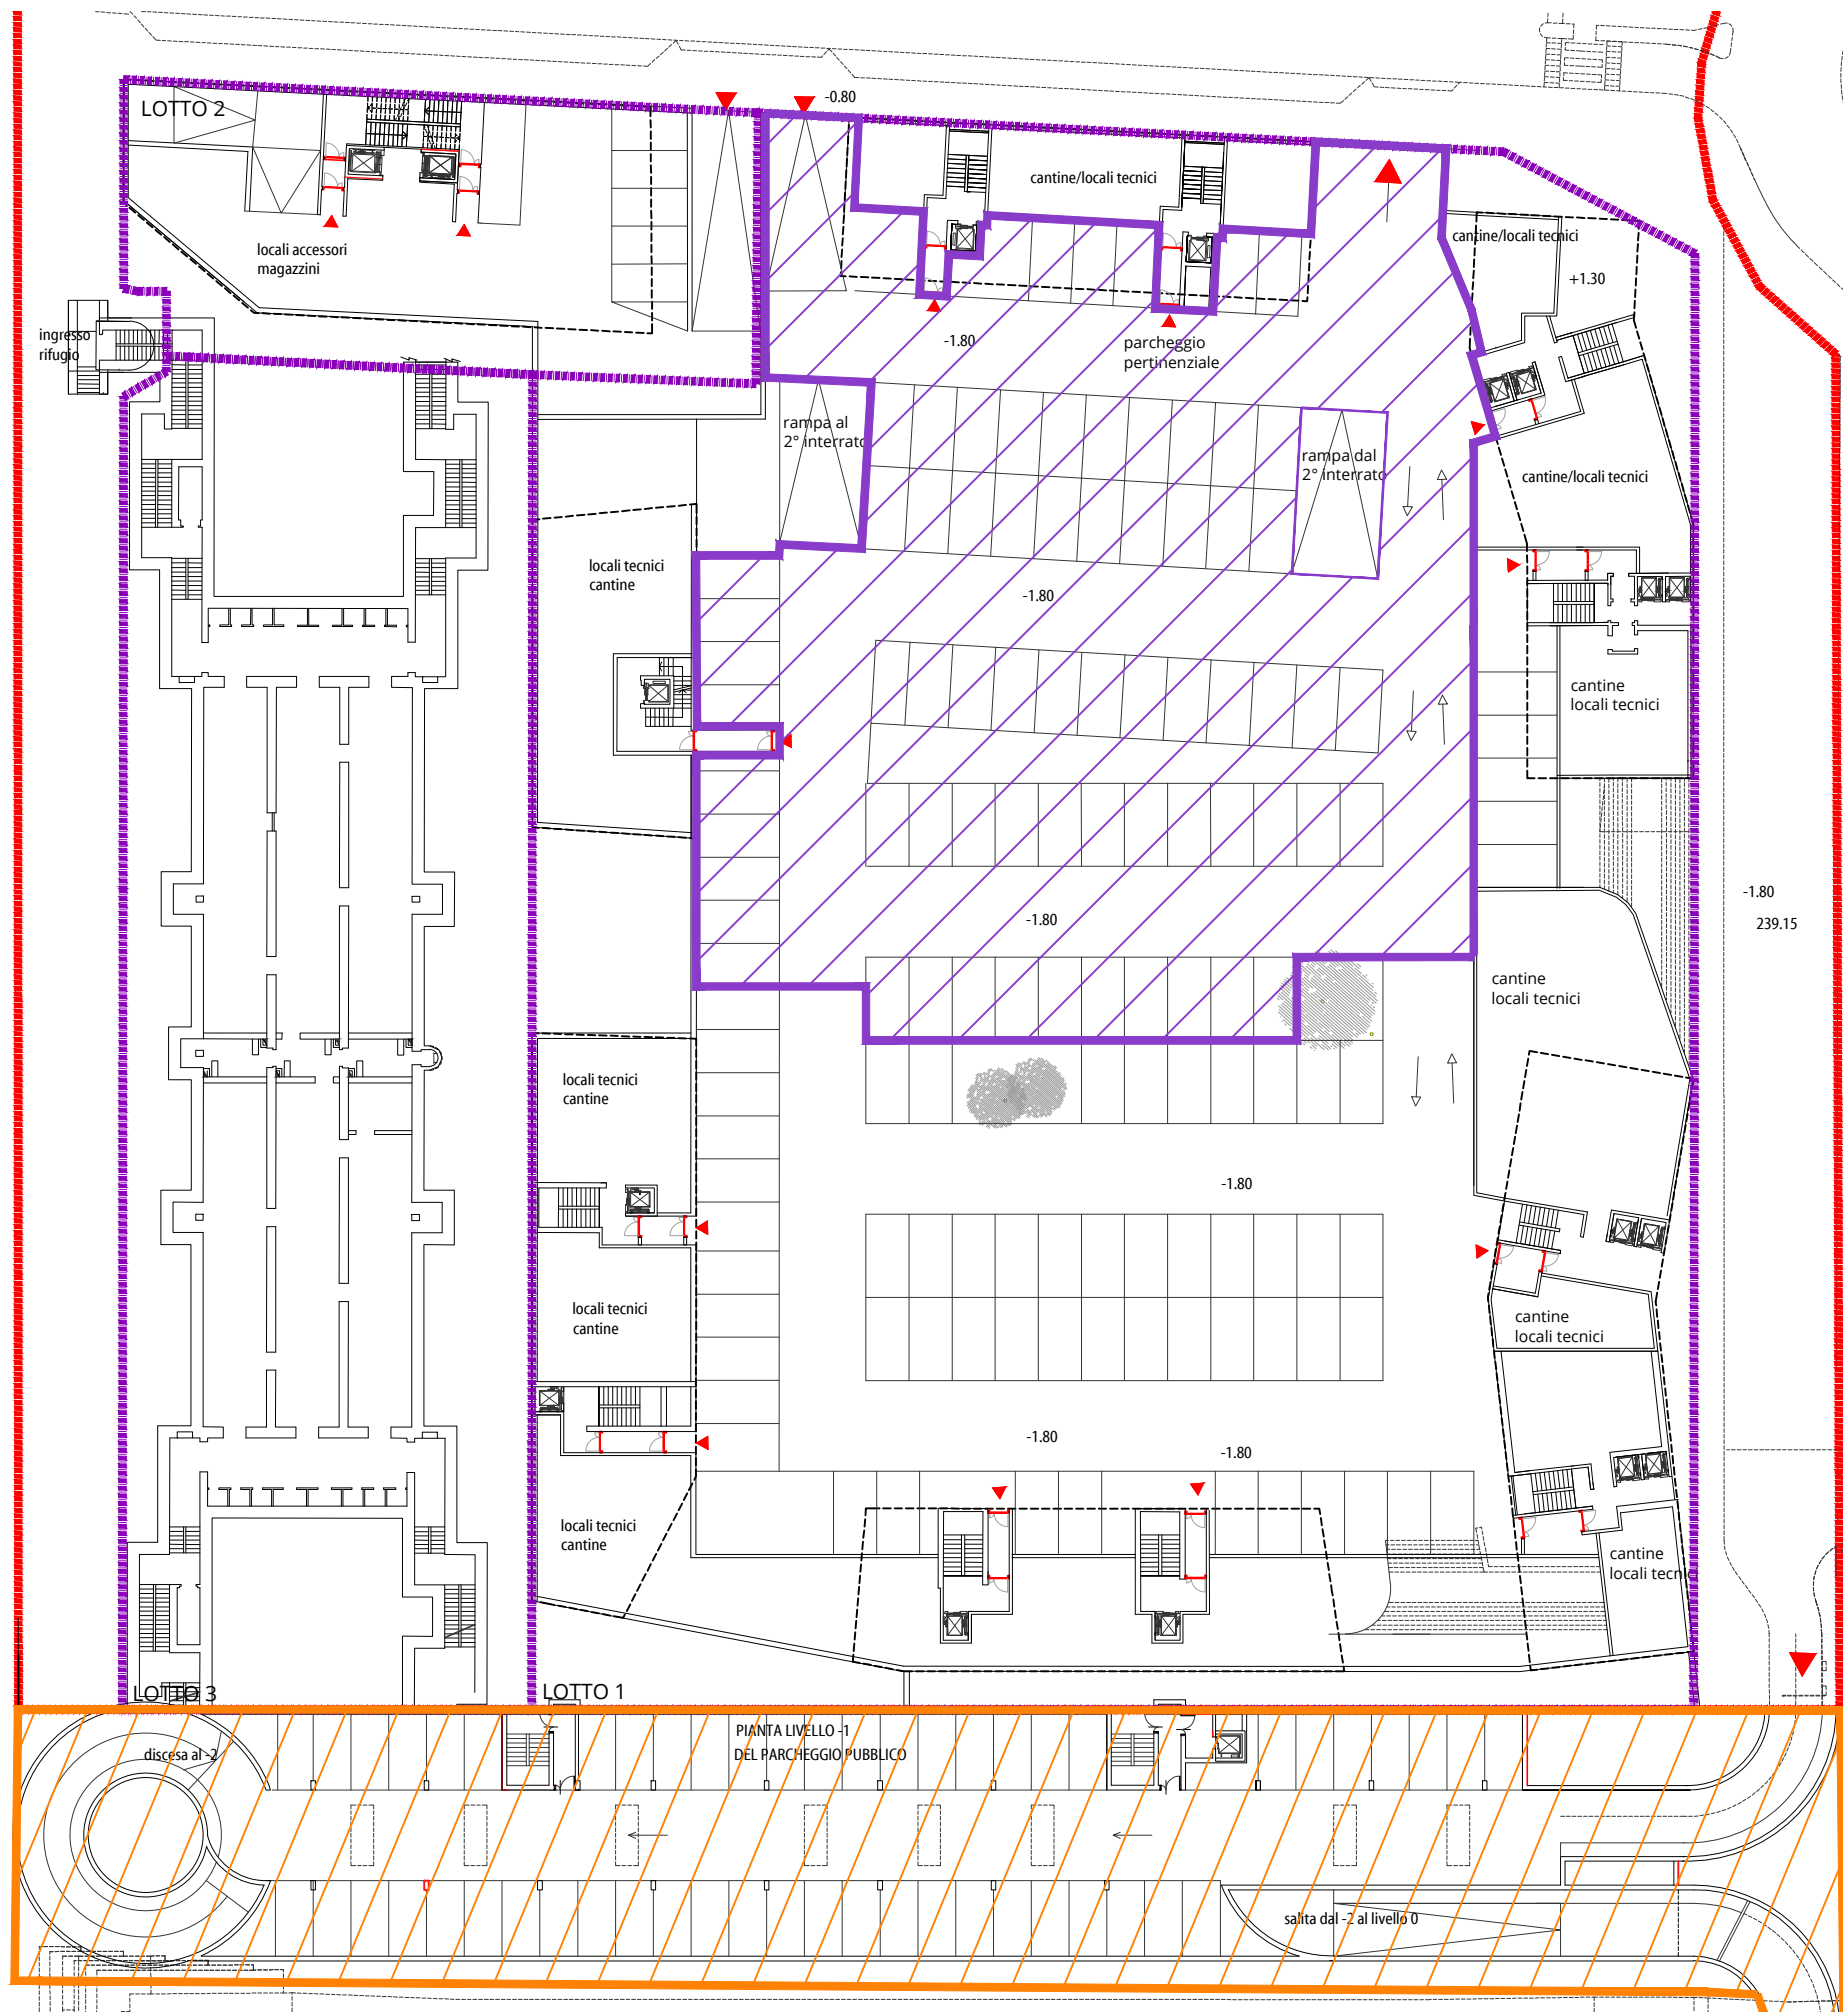 -0.80
LOTTO 2
cantine/locali tecnici
cantine/locali tecnici
locali accessori
magazzini
+1.30
ingresso
rifugio
-1.80
parcheggio
pertinenziale
rampa al
2° interrato
rampa dal
2° interrato
cantine/locali tecnici
locali tecnici
cantine
-1.80
cantine
locali tecnici
-1.80
239.15
-1.80
cantine
locali tecnici
locali tecnici
cantine
-1.80
locali tecnici
cantine
cantine
locali tecnici
-1.80
-1.80
locali tecnici
cantine
cantine
locali tecnici
LOTTO 3
LOTTO 1
PIANTA LIVELLO -1
DEL PARCHEGGIO PUBBLICO
discesa al -2
salita dal -2 al livello 0